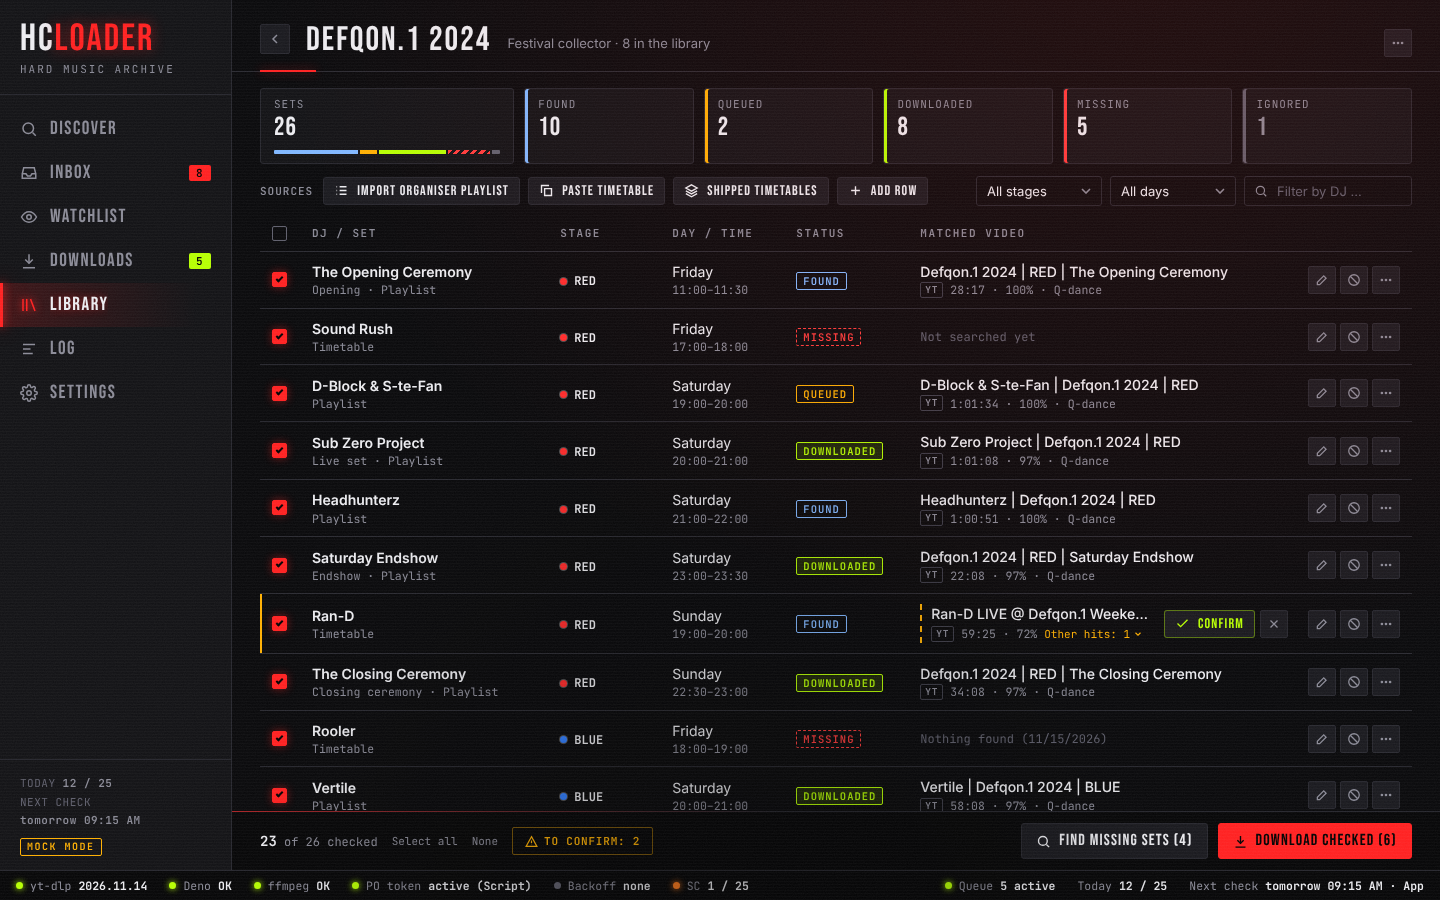 HCLOADER
HARD MUSIC ARCHIVE
DISCOVER
INBOX 8
WATCHLIST
DOWNLOADS 5
LIBRARY
LOG
SETTINGS
TODAY 12 / 25
NEXT CHECK
tomorrow 09:15 AM
MOCK MODE
DEFQON.1 2024 Festival collector · 8 in the library
SETS
26
FOUND
10
QUEUED
2
DOWNLOADED
8
MISSING
5
IGNORED
1
SOURCES IMPORT ORGANISER PLAYLIST PASTE TIMETABLE SHIPPED TIMETABLES ADD ROW All stages All days Filter by DJ ...
DJ / SET STAGE DAY / TIME STATUS MATCHED VIDEO
The Opening Ceremony RED Friday FOUND Defqon.1 2024 | RED | The Opening Ceremony
Opening · Playlist 11:00–11:30 YT 28:17 · 100% · Q-dance
Sound Rush RED Friday MISSING Not searched yet
Timetable 17:00–18:00
D-Block & S-te-Fan RED Saturday QUEUED D-Block & S-te-Fan | Defqon.1 2024 | RED
Playlist 19:00–20:00 YT 1:01:34 · 100% · Q-dance
Sub Zero Project RED Saturday DOWNLOADED Sub Zero Project | Defqon.1 2024 | RED
Live set · Playlist 20:00–21:00 YT 1:01:08 · 97% · Q-dance
Headhunterz RED Saturday FOUND Headhunterz | Defqon.1 2024 | RED
Playlist 21:00–22:00 YT 1:00:51 · 100% · Q-dance
Saturday Endshow RED Saturday DOWNLOADED Defqon.1 2024 | RED | Saturday Endshow
Endshow · Playlist 23:00–23:30 YT 22:08 · 97% · Q-dance
Ran-D RED Sunday FOUND Ran-D LIVE @ Defqon.1 Weeke... CONFIRM
Timetable 19:00–20:00 YT 59:25 · 72% Other hits: 1
The Closing Ceremony RED Sunday DOWNLOADED Defqon.1 2024 | RED | The Closing Ceremony
Closing ceremony · Playlist 22:30–23:00 YT 34:08 · 97% · Q-dance
Rooler BLUE Friday MISSING Nothing found (11/15/2026)
Timetable 18:00–19:00
Vertile BLUE Saturday DOWNLOADED Vertile | Defqon.1 2024 | BLUE
Playlist 20:00–21:00 YT 58:08 · 97% · Q-dance
23 of 26 checked Select all None TO CONFIRM: 2 FIND MISSING SETS (4) DOWNLOAD CHECKED (6)
yt-dlp 2026.11.14 Deno OK ffmpeg OK PO token active (Script) Backoff none SC 1 / 25 Queue 5 active Today 12 / 25 Next check tomorrow 09:15 AM · App